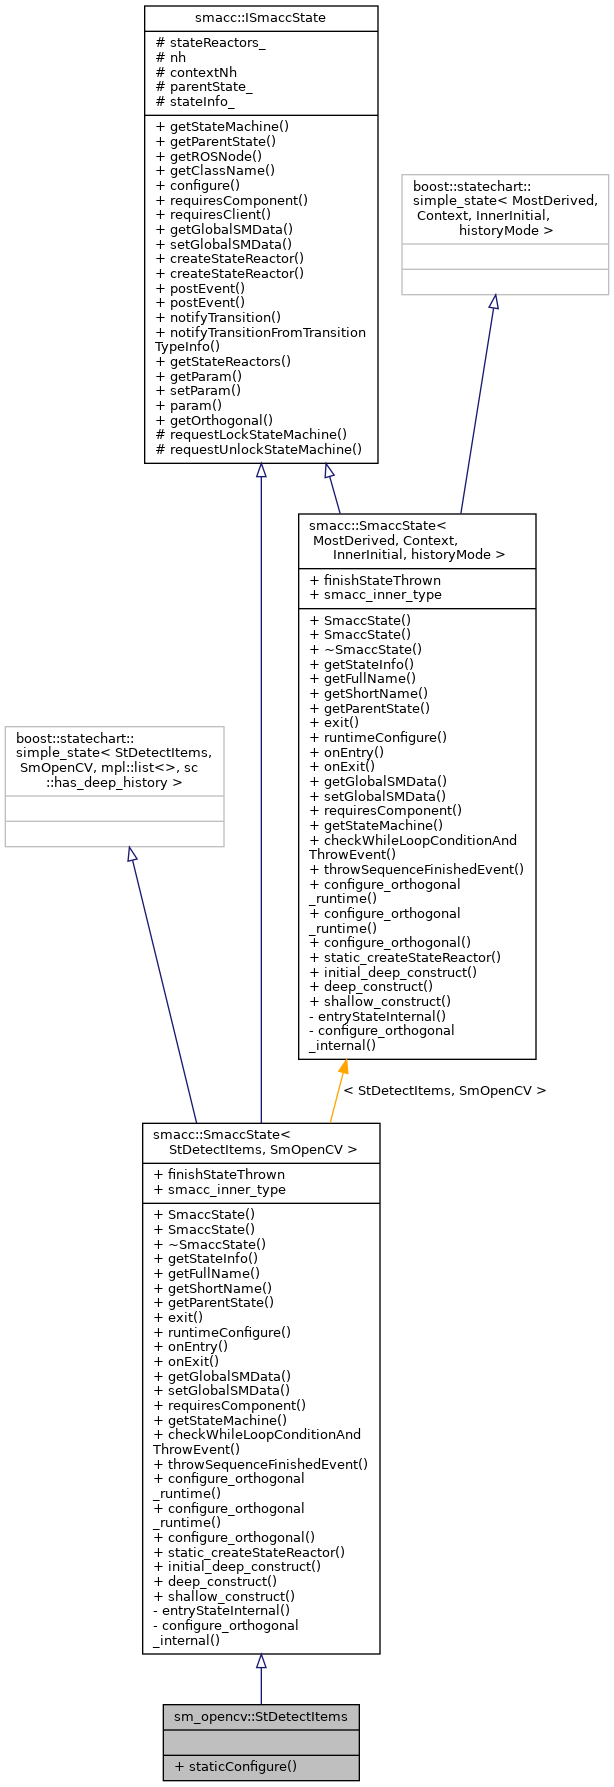 smacc::ISmaccState
# stateReactors_
# nh
# contextNh
# parentState_
# stateInfo_
+ getStateMachine()
+ getParentState()
+ getROSNode()
+ getClassName()
+ configure()
+ requiresComponent()
+ requiresClient()
+ getGlobalSMData()
+ setGlobalSMData()
+ createStateReactor()
+ createStateReactor()
+ postEvent()
+ postEvent()
+ notifyTransition()
+ notifyTransitionFromTransition
TypeInfo()
+ getStateReactors()
+ getParam()
+ setParam()
+ param()
+ getOrthogonal()
# requestLockStateMachine()
# requestUnlockStateMachine()
boost::statechart::
simple_state< MostDerived,
Context, InnerInitial,
historyMode >
smacc::SmaccState<
MostDerived, Context,
InnerInitial, historyMode >
+ finishStateThrown
+ smacc_inner_type
+ SmaccState()
+ SmaccState()
+ ~SmaccState()
+ getStateInfo()
+ getFullName()
+ getShortName()
+ getParentState()
+ exit()
+ runtimeConfigure()
+ onEntry()
+ onExit()
+ getGlobalSMData()
+ setGlobalSMData()
+ requiresComponent()
+ getStateMachine()
+ checkWhileLoopConditionAnd
ThrowEvent()
+ throwSequenceFinishedEvent()
+ configure_orthogonal
_runtime()
+ configure_orthogonal
_runtime()
+ configure_orthogonal()
+ static_createStateReactor()
+ initial_deep_construct()
+ deep_construct()
+ shallow_construct()
- entryStateInternal()
- configure_orthogonal
_internal()
boost::statechart::
simple_state< StDetectItems,
SmOpenCV, mpl::list<>, sc
::has_deep_history >
< StDetectItems, SmOpenCV >
smacc::SmaccState<
StDetectItems, SmOpenCV >
+ finishStateThrown
+ smacc_inner_type
+ SmaccState()
+ SmaccState()
+ ~SmaccState()
+ getStateInfo()
+ getFullName()
+ getShortName()
+ getParentState()
+ exit()
+ runtimeConfigure()
+ onEntry()
+ onExit()
+ getGlobalSMData()
+ setGlobalSMData()
+ requiresComponent()
+ getStateMachine()
+ checkWhileLoopConditionAnd
ThrowEvent()
+ throwSequenceFinishedEvent()
+ configure_orthogonal
_runtime()
+ configure_orthogonal
_runtime()
+ configure_orthogonal()
+ static_createStateReactor()
+ initial_deep_construct()
+ deep_construct()
+ shallow_construct()
- entryStateInternal()
- configure_orthogonal
_internal()
sm_opencv::StDetectItems
+ staticConfigure()